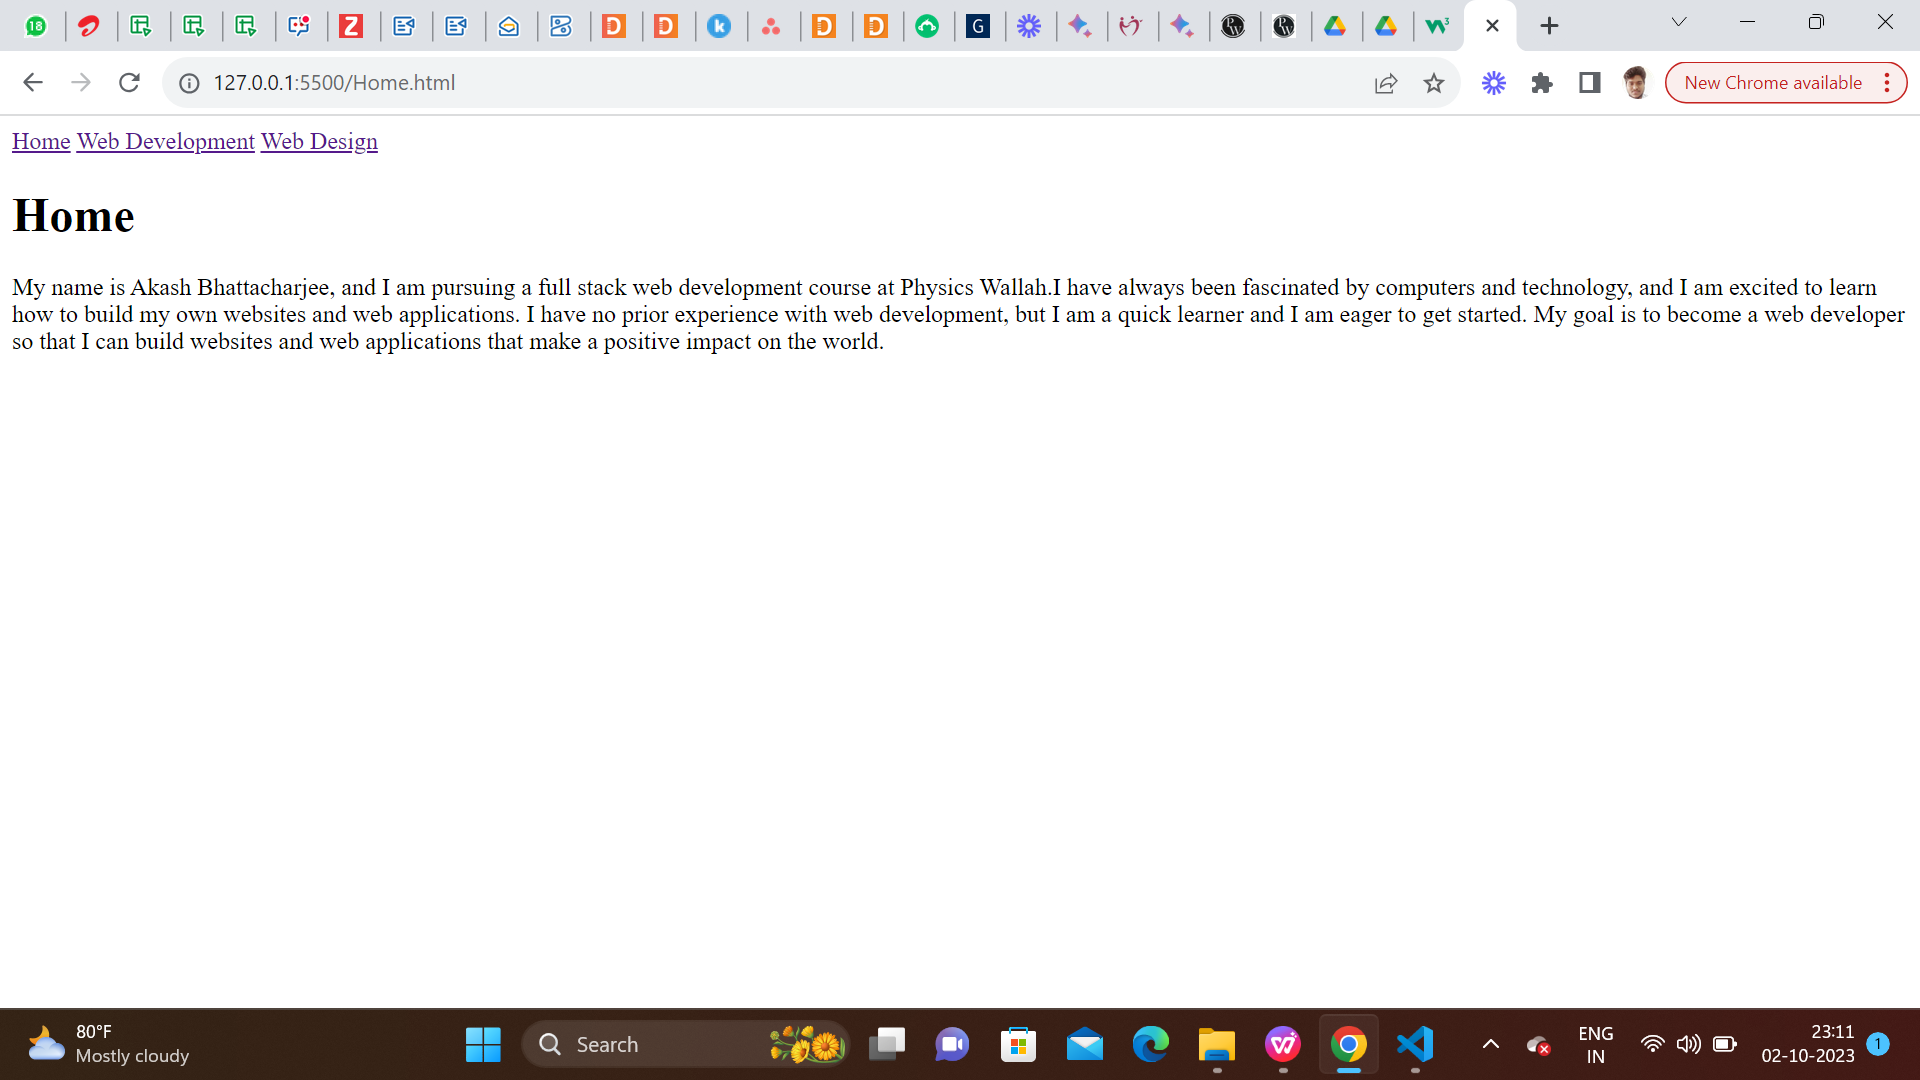 18
Z
D
D
k
D
D
G
PW
PW
127.0.0.1:5500/Home.html
New Chrome available
Home Web Development Web Design
Home
My name is Akash Bhattacharjee, and I am pursuing a full stack web development course at Physics Wallah.I have always been fascinated by computers and technology, and I am excited to learn
how to build my own websites and web applications. I have no prior experience with web development, but I am a quick learner and I am eager to get started. My goal is to become a web developer
so that I can build websites and web applications that make a positive impact on the world.
80°F
Mostly cloudy
Search
ENG
IN
23:11
02-10-2023
1